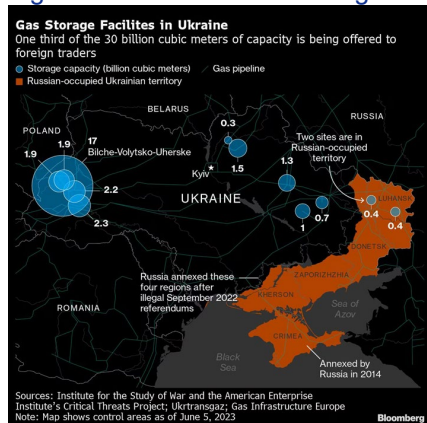 Gas Storage Facilites in Ukraine
One third of the 30 billion cubic meters of capacity is being offered to
foreign traders
Storage capacity (billion cubic meters) Gas pipeline
Russian-occupied Ukrainian territory
BELARUS
RUSSIA
POLAND
0.3
Two sites are in
Russian-occupied
territory
1.9
1.9
17
Bilche-Volytsko-Uherske
Kyiv
1.5
1.3
2.2
UKRAINE
LUHANSK
2.3
1
0.7
0.4
0.4
DONETSK
Russia annexed these
four regions after
illegal September 2022
referendums
ZAPORIZHZHIA
KHERSON
ROMANIA
Sea of
Azov
CRIMEA
Black
Sea
Annexed by
Russia in 2014
Sources: Institute for the Study of War and the American Enterprise
Institute's Critical Threats Project; Ukrtransgaz; Gas Infrastructure Europe
Note: Map shows control areas as of June 5, 2023
Bloomberg